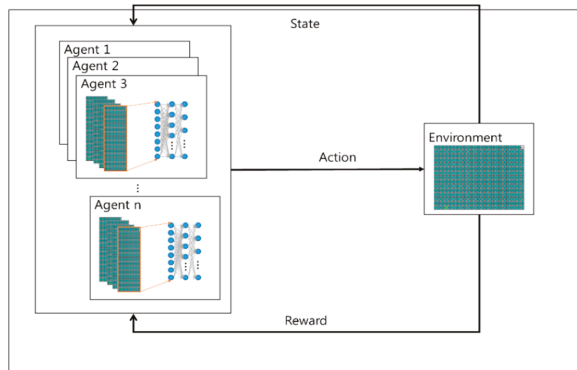 State
Agent 1
Agent 2
Agent 3
Environment
Action
Agent n
Reward